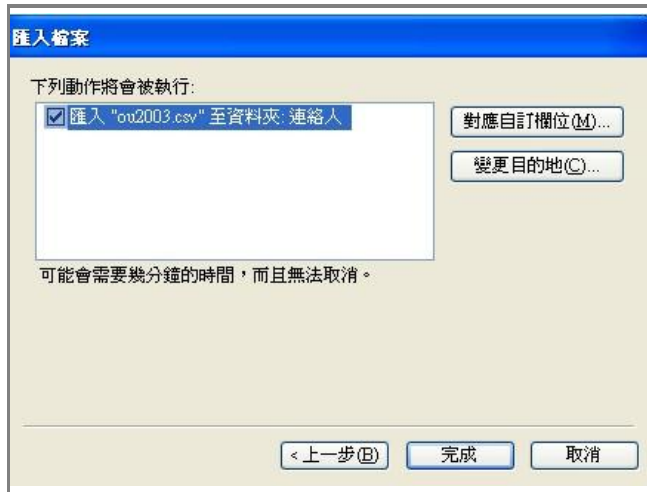 匯入檔案
下列動作將會被執行:
匯入 "ou2003.csv" 至資料夾: 連絡人
對應自訂欄位(M)...
變更目的地(C)...
可能會需要幾分鐘的時間，而且無法取消。
<上一步(B)
完成
取消